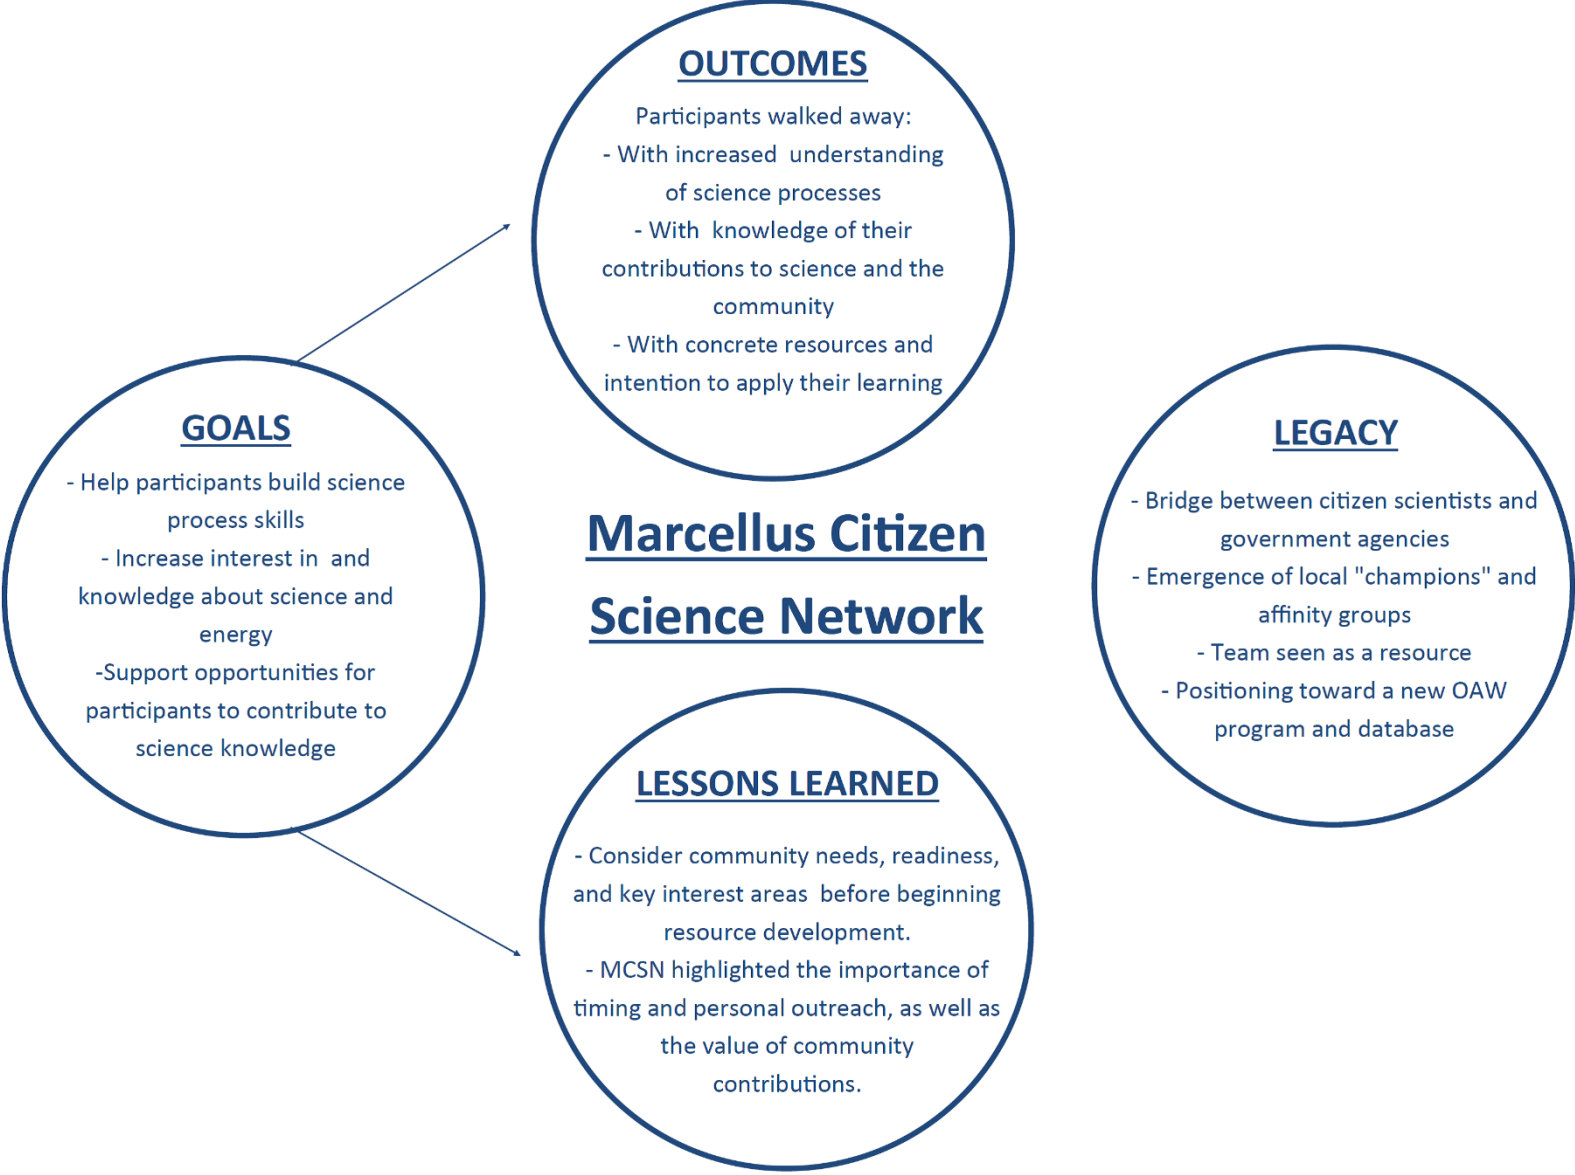 OUTCOMES
Participants walked away:
- With increased  understanding
of science processes
- With  knowledge of their
contributions to science and the
community
- With concrete resources and
intention to apply their learning
GOALS
- Help participants build science
process skills
- Increase interest in  and
knowledge about science and
energy
-Support opportunities for
participants to contribute to
science knowledge
Marcellus Citizen
Science Network
LEGACY
- Bridge between citizen scientists and
government agencies
- Emergence of local "champions" and
affinity groups
- Team seen as a resource
- Positioning toward a new OAW
program and database
LESSONS LEARNED
- Consider community needs, readiness,
and key interest areas  before beginning
resource development.
- MCSN highlighted the importance of
timing and personal outreach, as well as
the value of community
contributions.